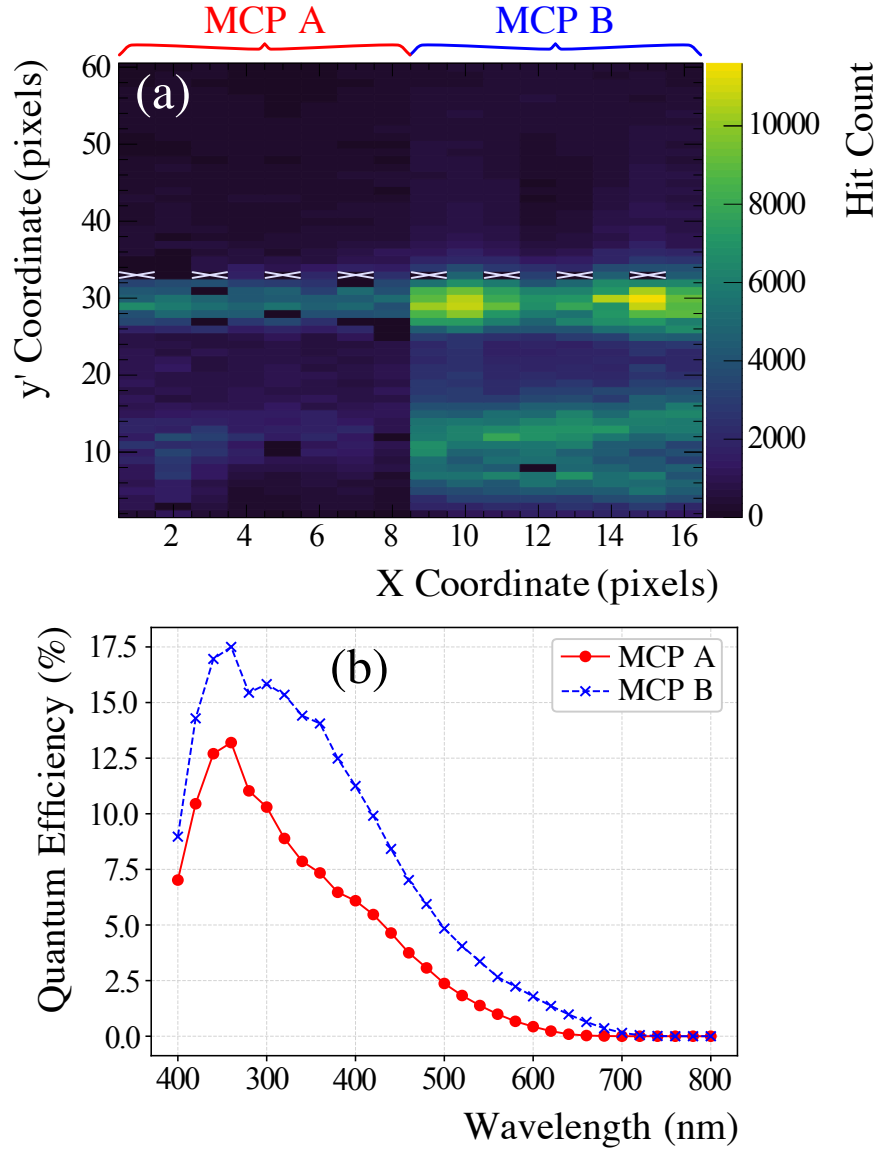 MCP A MCP B
(a)
60
50
40
30
20
10
y' Coordinate (pixels)
2 4 6 8 10 12 14 16
X Coordinate (pixels)
10000
8000
6000
4000
2000
0
Hit Count
(b)
MCP A
MCP B
17.5
15.0
12.5
10.0
7.5
5.0
2.5
0.0
Quantum Efficiency (%)
400 300 400 500 600 700 800
Wavelength (nm)